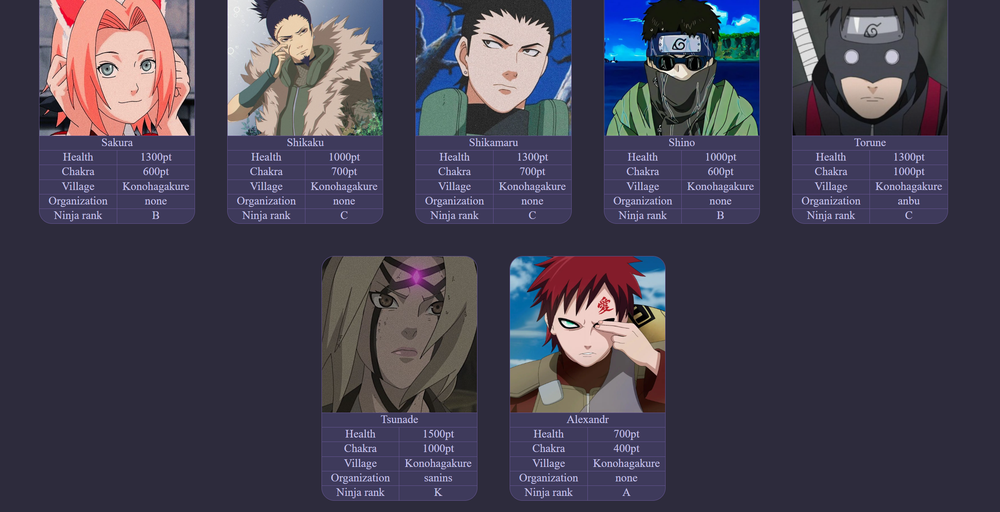 Sakura
Health 1300pt
Chakra 600pt
Village Konohagakure
Organization none
Ninja rank B
Shikaku
Health 1000pt
Chakra 700pt
Village Konohagakure
Organization none
Ninja rank C
Shikamaru
Health 1300pt
Chakra 700pt
Village Konohagakure
Organization none
Ninja rank C
Shino
Health 1000pt
Chakra 600pt
Village Konohagakure
Organization none
Ninja rank B
Torune
Health 1300pt
Chakra 1000pt
Village Konohagakure
Organization anbu
Ninja rank C
Tsunade
Health 1500pt
Chakra 1000pt
Village Konohagakure
Organization sanins
Ninja rank K
愛
Alexandr
Health 700pt
Chakra 400pt
Village Konohagakure
Organization none
Ninja rank A